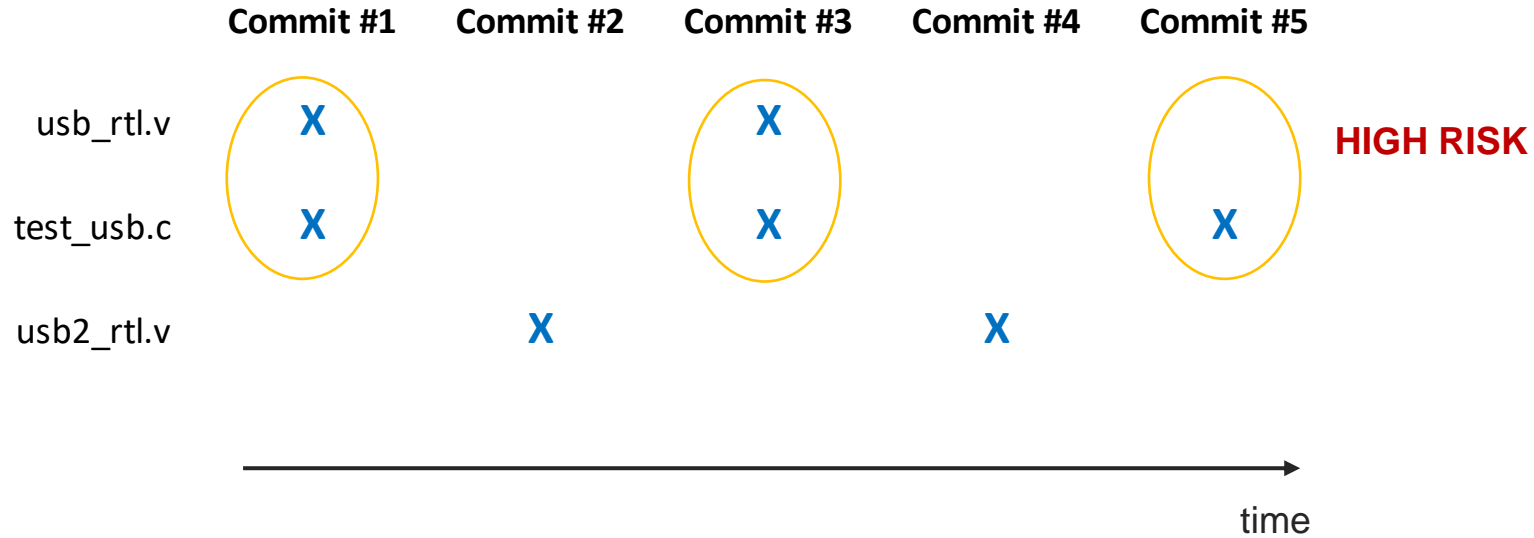 Commit #1 Commit #2 Commit #3 Commit #4 Commit #5
usb_rtl.v X X
HIGH RISK
test_usb.c X X X
usb2_rtl.v X X
time